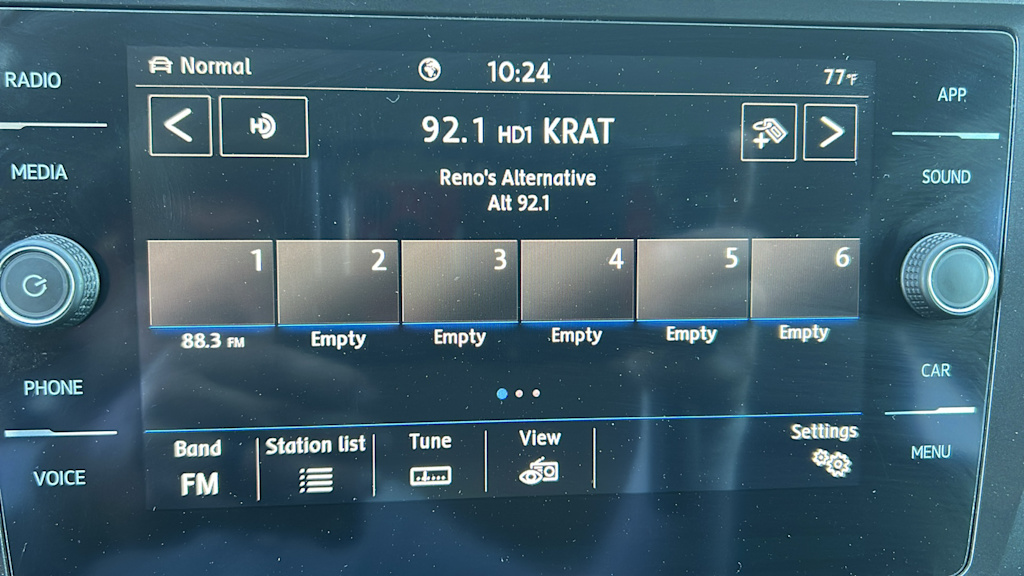 RADIO
MEDIA
PHONE
VOICE
Normal
10:24
77°F
HD
92.1 HD1 KRAT
Reno's Alternative
Alt 92.1
1
2
3
4
5
6
88.3 FM
Empty
Empty
Empty
Empty
Empty
Band
FM
Station list
Tune
View
Settings
APP
SOUND
CAR
MENU